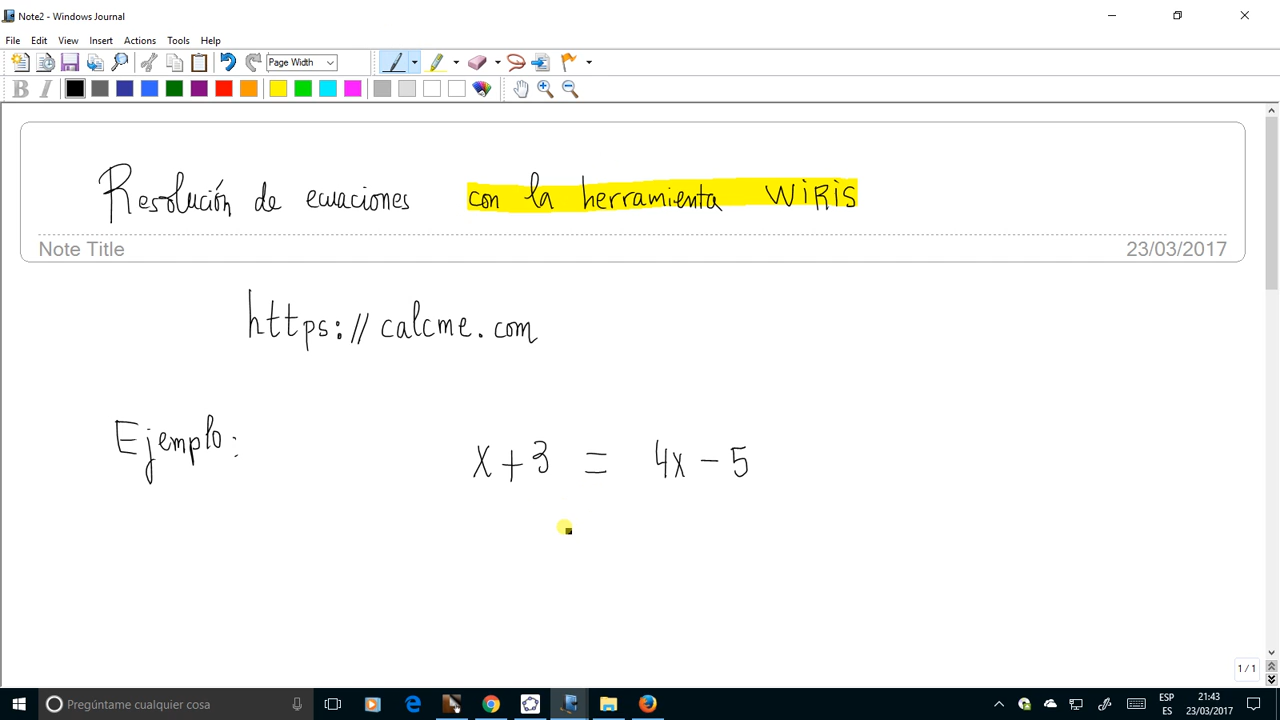 Note2 - Windows Journal
File Edit View Insert Actions Tools Help
Page Width
B I
Resolución de ecuaciones con la herramienta WiRiS
Note Title 23/03/2017
https://calcme.com
Ejemplo:
x + 3 = 4x - 5
1 / 1
Pregúntame cualquier cosa
ESP 21:43
ES 23/03/2017